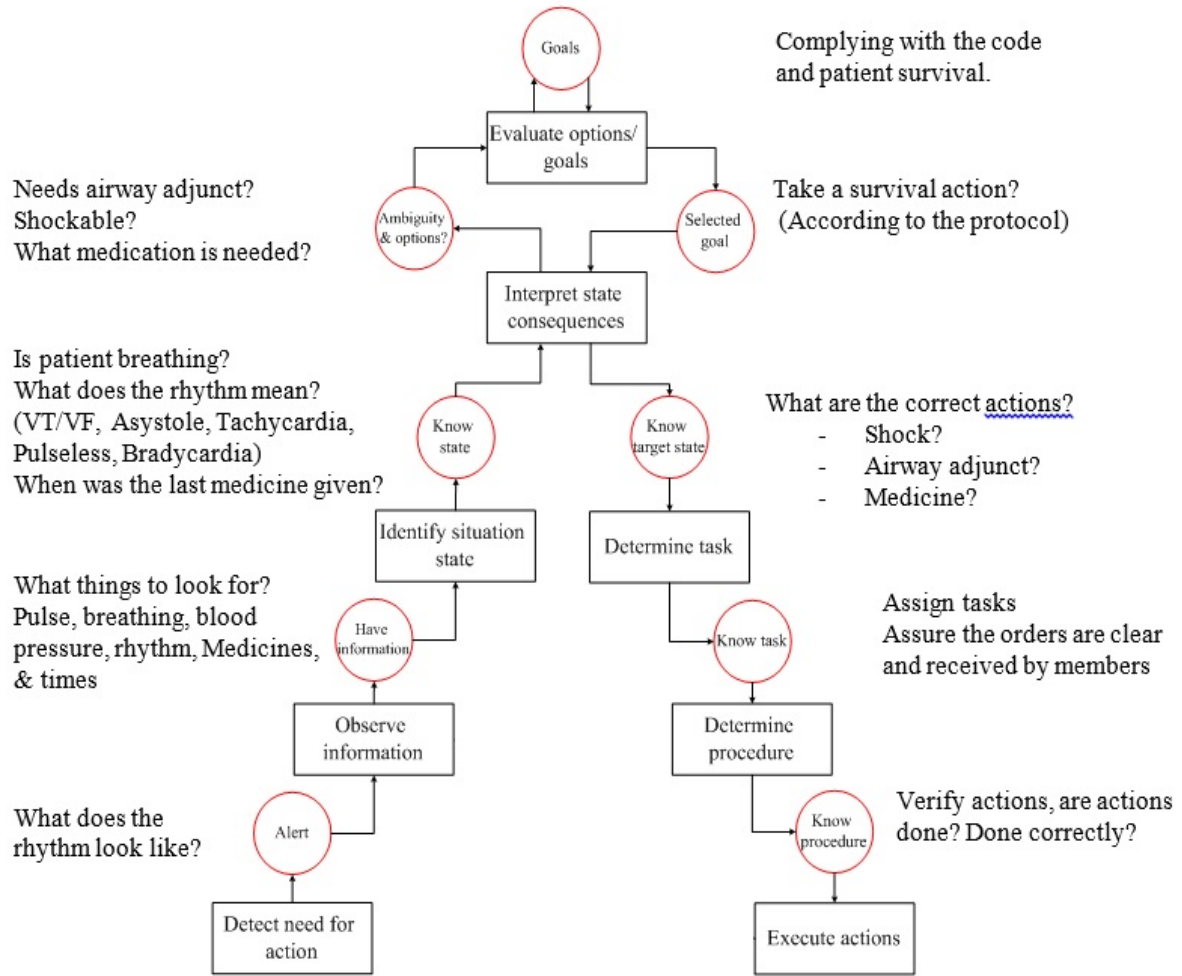 Goals
Complying with the code
and patient survival.
Evaluate options/
goals
Needs airway adjunct?
Shockable?
What medication is needed?
Ambiguity
& options?
Selected
goal
Take a survival action?
(According to the protocol)
Interpret state
consequences
Is patient breathing?
What does the rhythm mean?
(VT/VF, Asystole, Tachycardia,
Pulseless, Bradycardia)
When was the last medicine given?
Know
state
Know
target state
What are the correct actions?
- Shock?
- Airway adjunct?
- Medicine?
Identify situation
state
Determine task
What things to look for?
Pulse, breathing, blood
pressure, rhythm, Medicines,
& times
Have
information
Know task
Assign tasks
Assure the orders are clear
and received by members
Observe
information
Determine
procedure
What does the
rhythm look like?
Alert
Know
procedure
Verify actions, are actions
done? Done correctly?
Detect need for
action
Execute actions